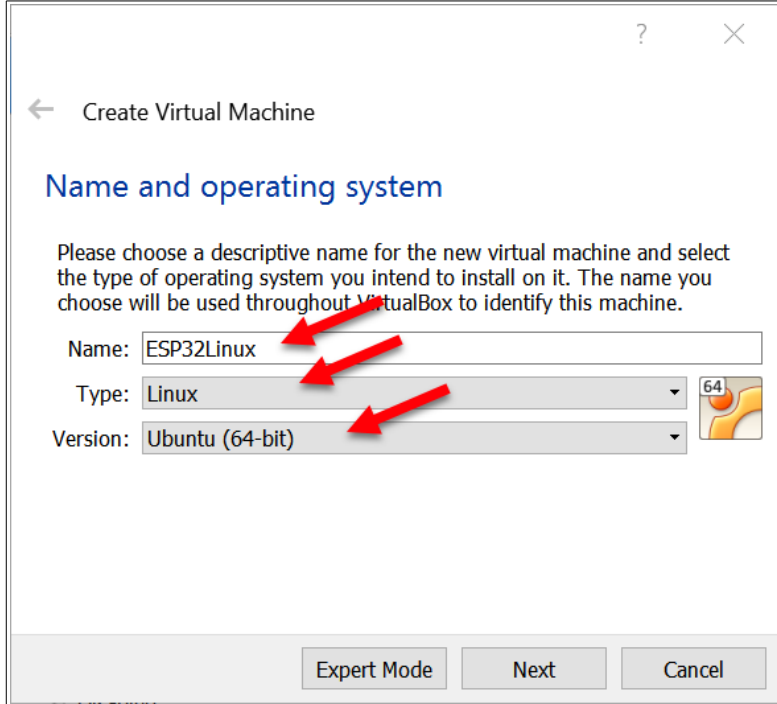 ?
Create Virtual Machine
Name and operating system
Please choose a descriptive name for the new virtual machine and select
the type of operating system you intend to install on it. The name you
choose will be used throughout VirtualBox to identify this machine.
Name: ESP32Linux
Type: Linux
64
Version: Ubuntu (64-bit)
Expert Mode Next Cancel